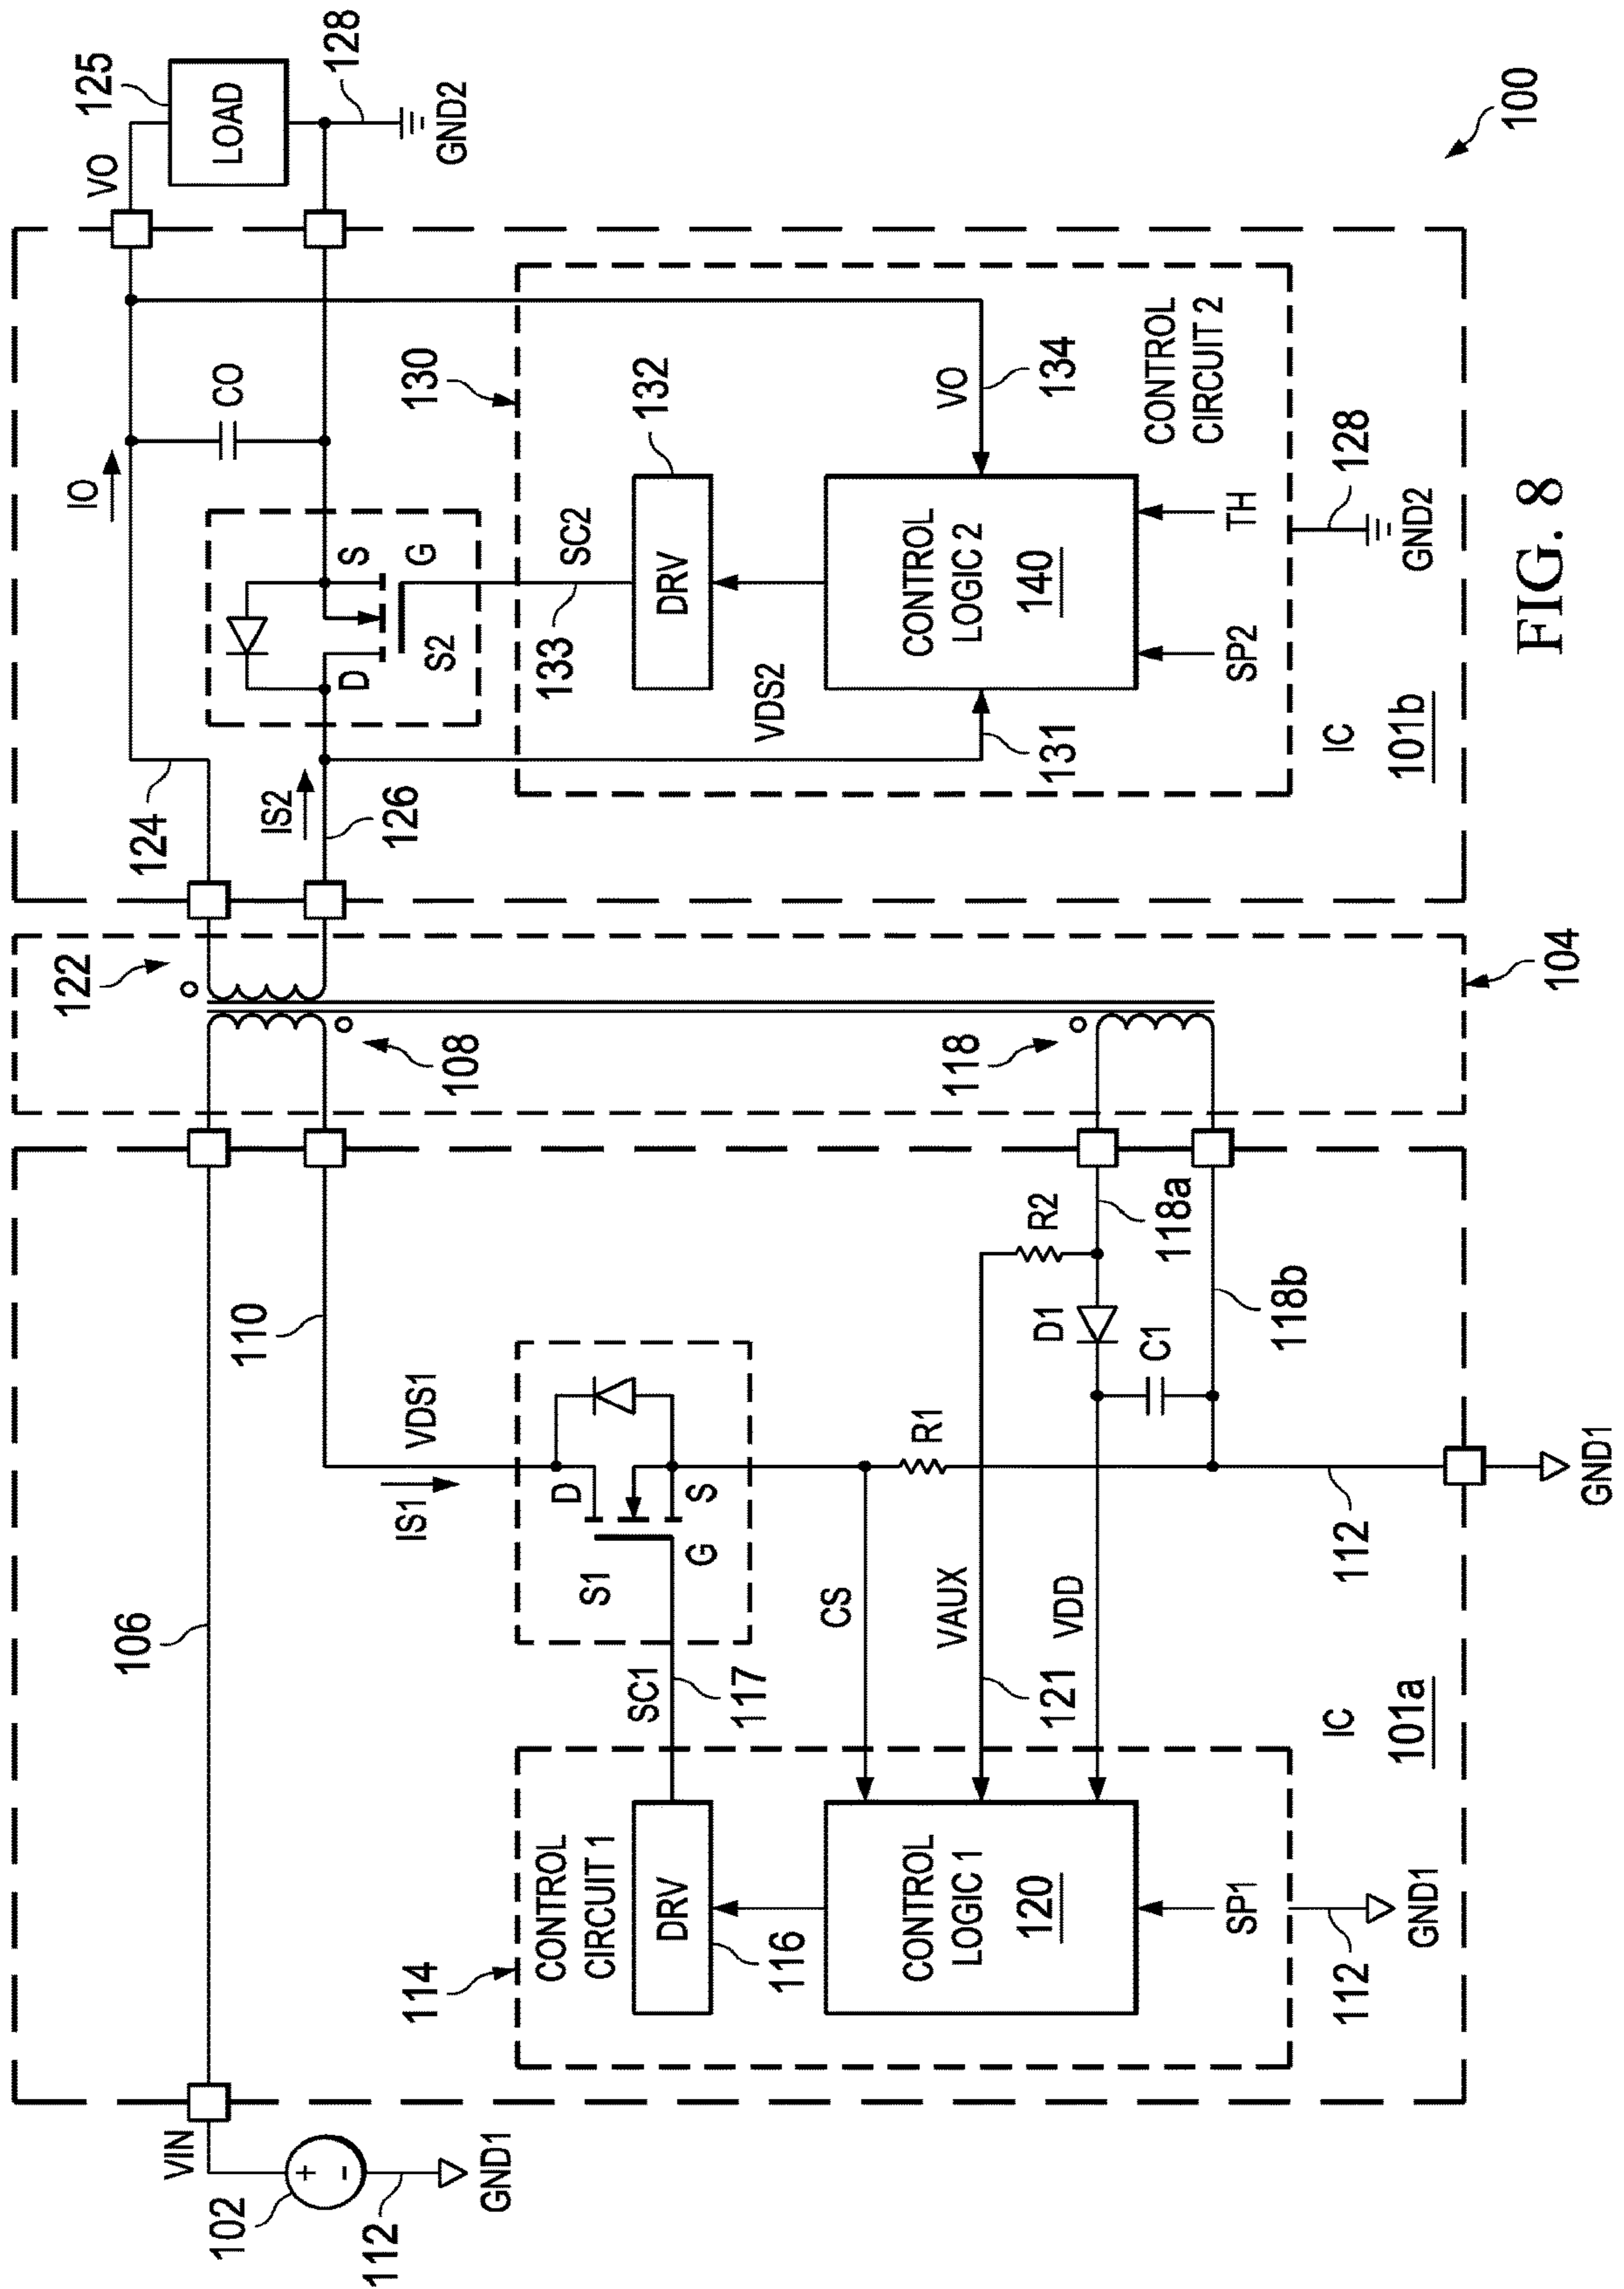 102
VIN
112
GND1
106
110
IS1
VDS1
S1
D
S
G
SC1
117
114
CONTROL
CIRCUIT 1
DRV
116
CONTROL
LOGIC 1
120
SP1
112
GND1
CS
R1
VAUX
121
VDD
R2
D1
C1
118a
118b
112
GND1
IC
101a
108
118
122
104
124
IS2
126
IO
CO
D
S
G
S2
SC2
133
VDS2
131
130
DRV
132
CONTROL
LOGIC 2
140
SP2
TH
VO
134
CONTROL
CIRCUIT 2
128
GND2
IC
101b
VO
125
LOAD
128
GND2
100
FIG. 8